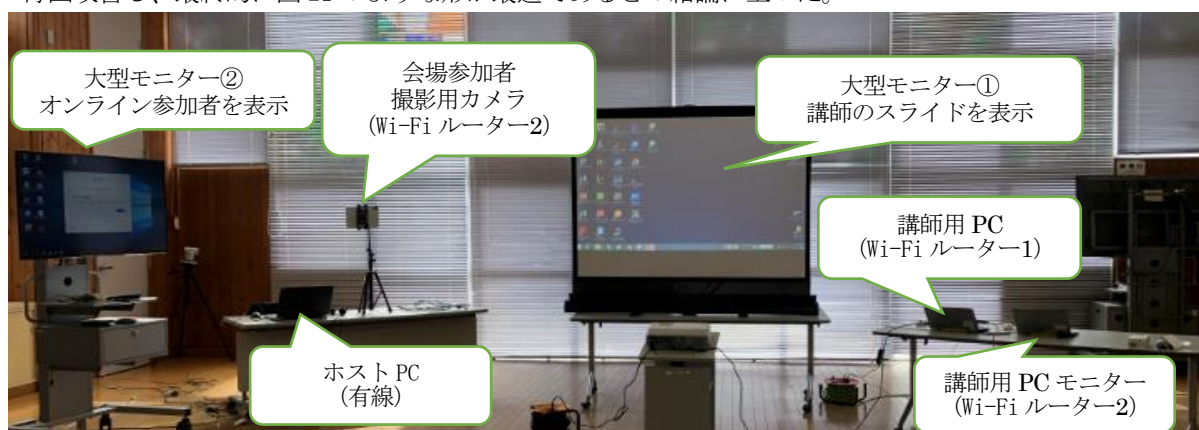 大型モニター②
オンライン参加者を表示
会場参加者
撮影用カメラ
(Wi-Fi ルーター2)
大型モニター①
講師のスライドを表示
講師用 PC
(Wi-Fi ルーター1)
ホスト PC
(有線)
講師用 PC モニター
(Wi-Fi ルーター2)